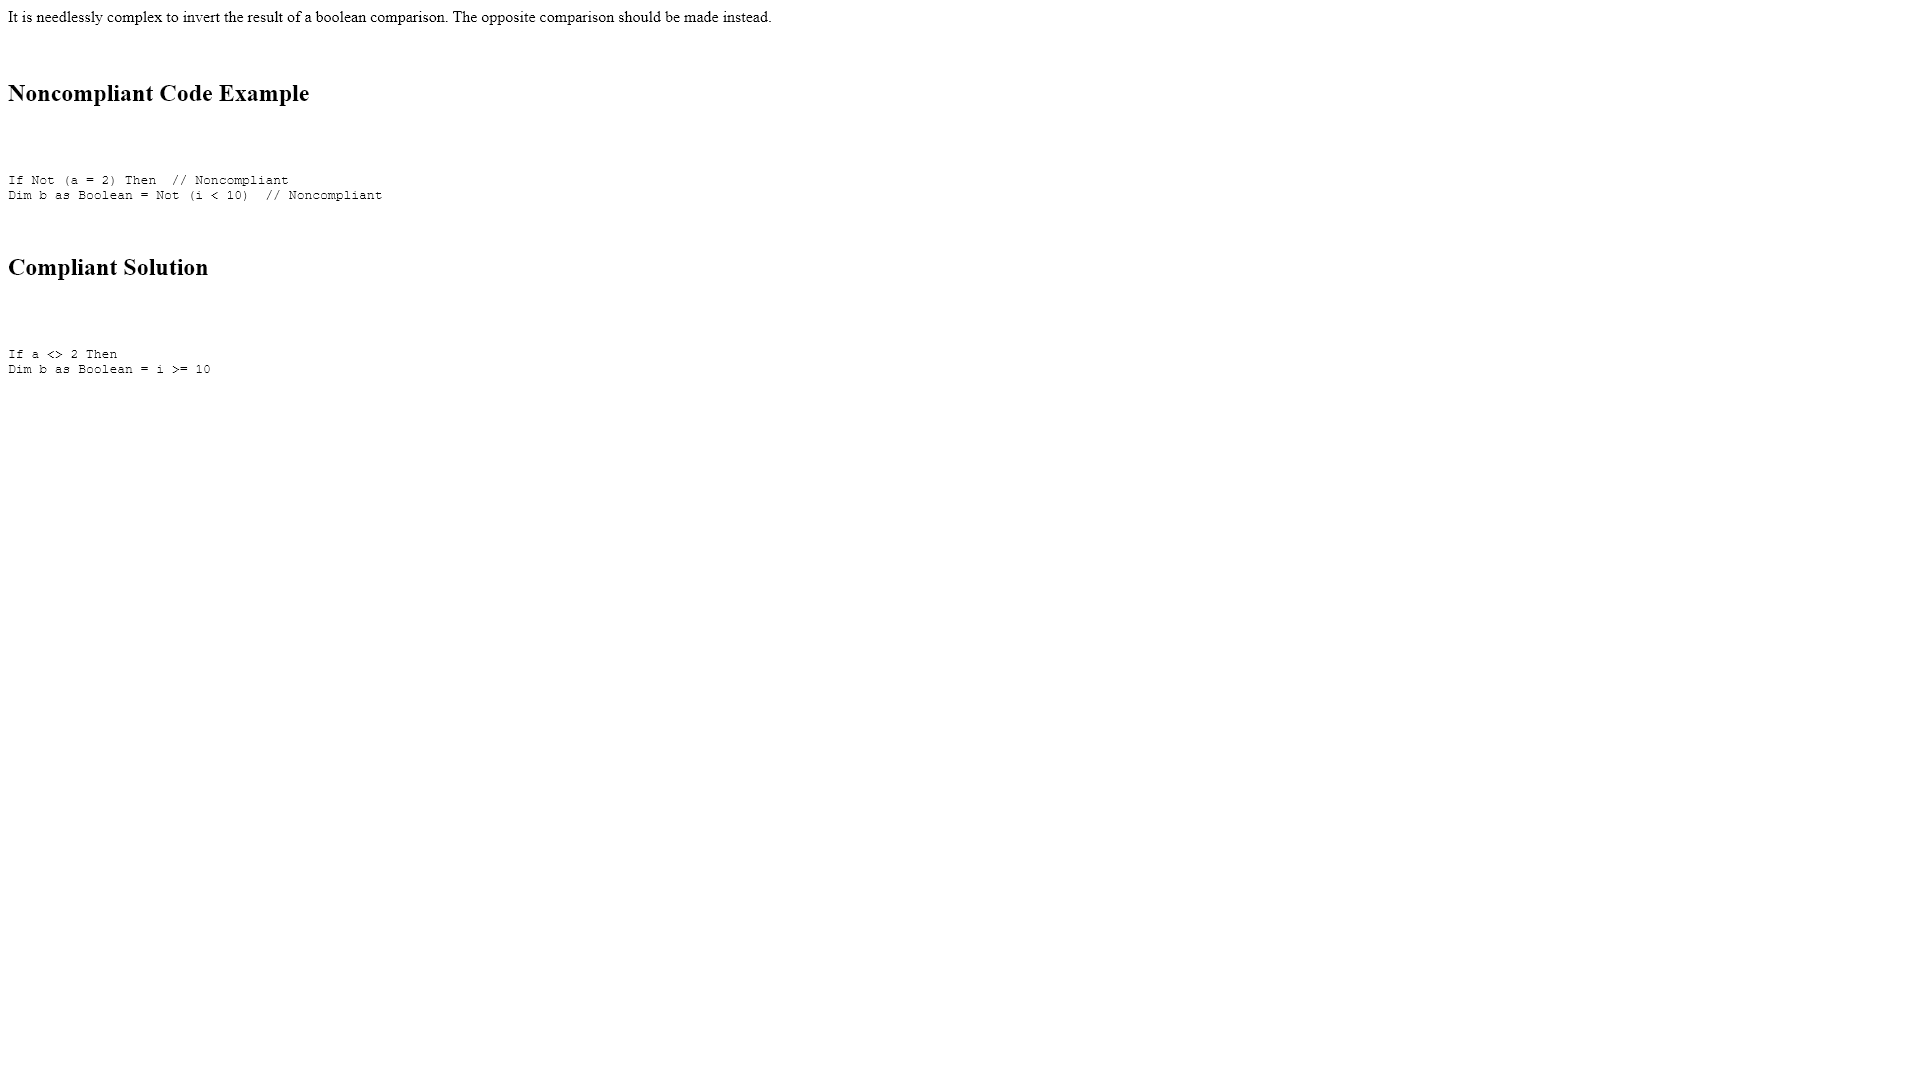 It is needlessly complex to invert the result of a boolean comparison. The opposite comparison should be made instead.
Noncompliant Code Example
If Not (a = 2) Then  // Noncompliant
Dim b as Boolean = Not (i < 10)  // Noncompliant
Compliant Solution
If a <> 2 Then
Dim b as Boolean = i >= 10